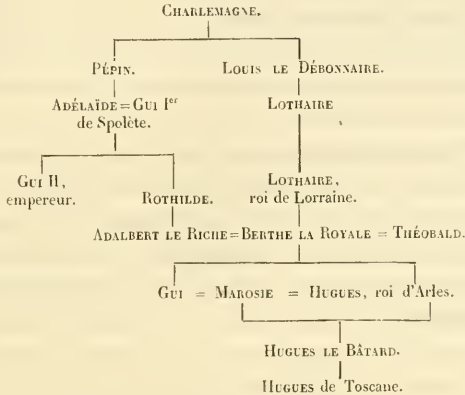 CHARLEMAGNE.
PÉPIN. LOUIS LE DÉBONNAIRE.
ADÉLAÏDE = GUI Ier LOTHAIRE
de Spolète.
GUI II, LOTHAIRE,
empereur. ROTHILDE. roi de Lorraine.
ADALBERT LE RICHE = BERTHE LA ROYALE = THÉOBALD.
GUI = MAROSIE = HUGUES, roi d'Arles.
HUGUES LE BÂTARD.
HUGUES de Toscane.